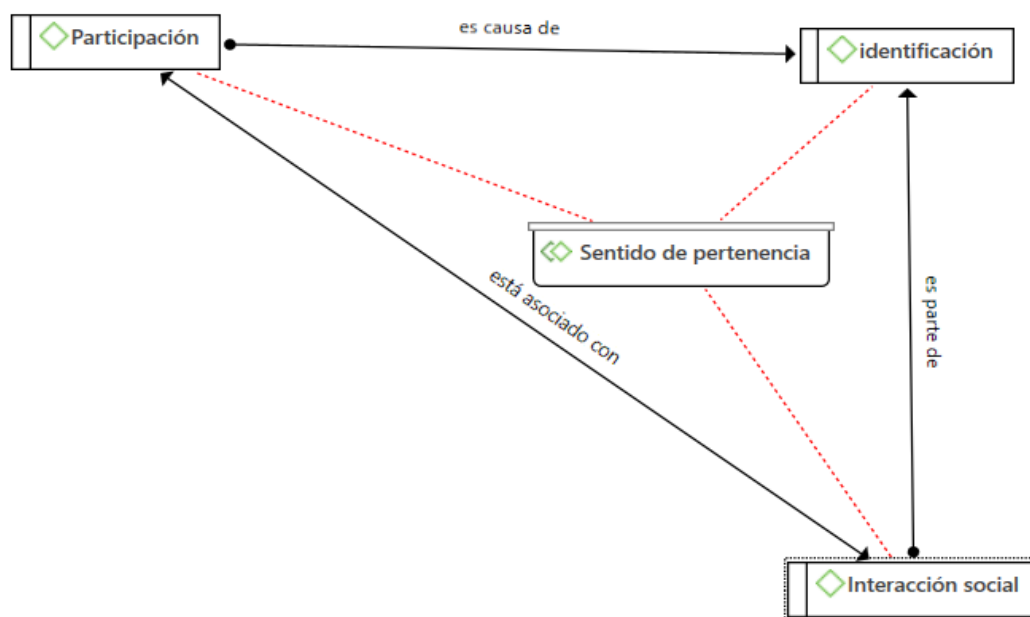 Participación
es causa de
identificación
Sentido de pertenencia
está asociado con
es parte de
Interacción social